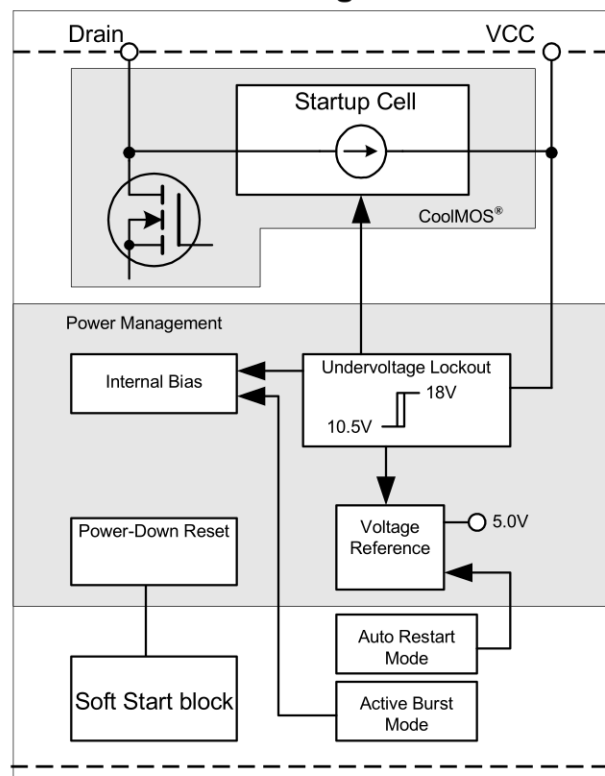 Drain
VCC
Startup Cell
CoolMOS®
Power Management
Undervoltage Lockout
18V
10.5V
Internal Bias
Voltage
Reference
5.0V
Power-Down Reset
Auto Restart
Mode
Soft Start block
Active Burst
Mode